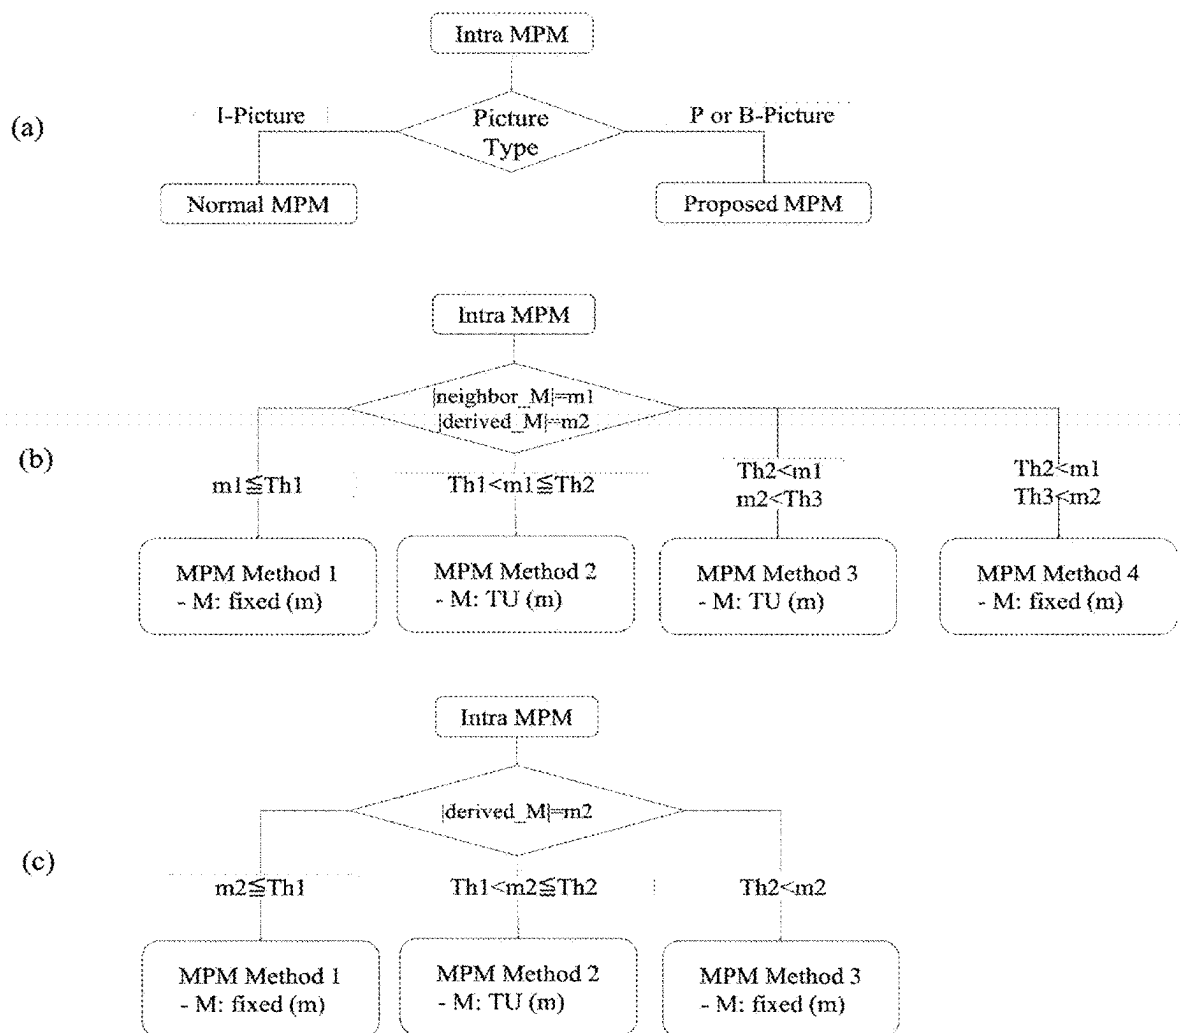 Intra MPM
(a)
I-Picture
Picture
Type
P or B-Picture
Normal MPM
Proposed MPM
Intra MPM
|neighbor_M|=m1
|derived_M|=m2
(b)
m1≦Th1
Th1<m1≦Th2
Th2<m1
m2<Th3
Th2<m1
Th3<m2
MPM Method 1
- M: fixed (m)
MPM Method 2
- M: TU (m)
MPM Method 3
- M: TU (m)
MPM Method 4
- M: fixed (m)
Intra MPM
|derived_M|=m2
(c)
m2≦Th1
Th1<m2≦Th2
Th2<m2
MPM Method 1
- M: fixed (m)
MPM Method 2
- M: TU (m)
MPM Method 3
- M: fixed (m)